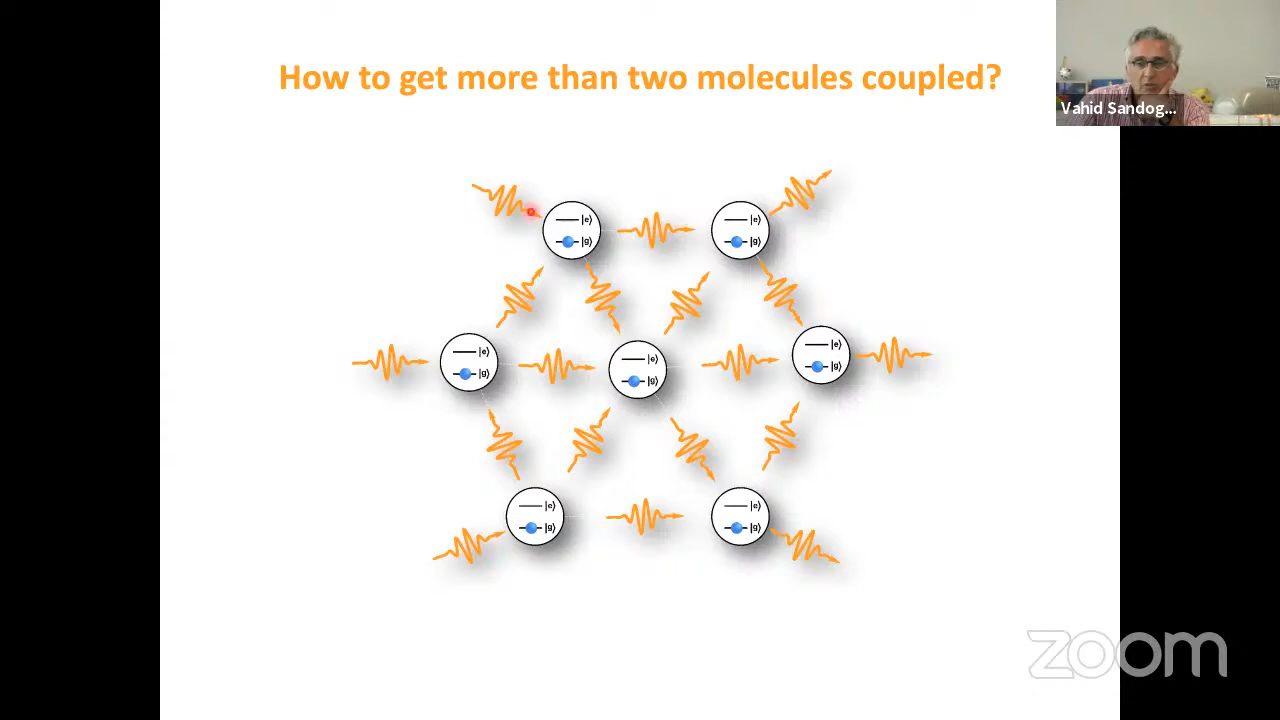 How to get more than two molecules coupled?
Vahid Sandog...
|e⟩
|g⟩
|e⟩
|g⟩
|e⟩
|g⟩
|e⟩
|g⟩
|e⟩
|g⟩
|e⟩
|g⟩
|e⟩
|g⟩
zoom